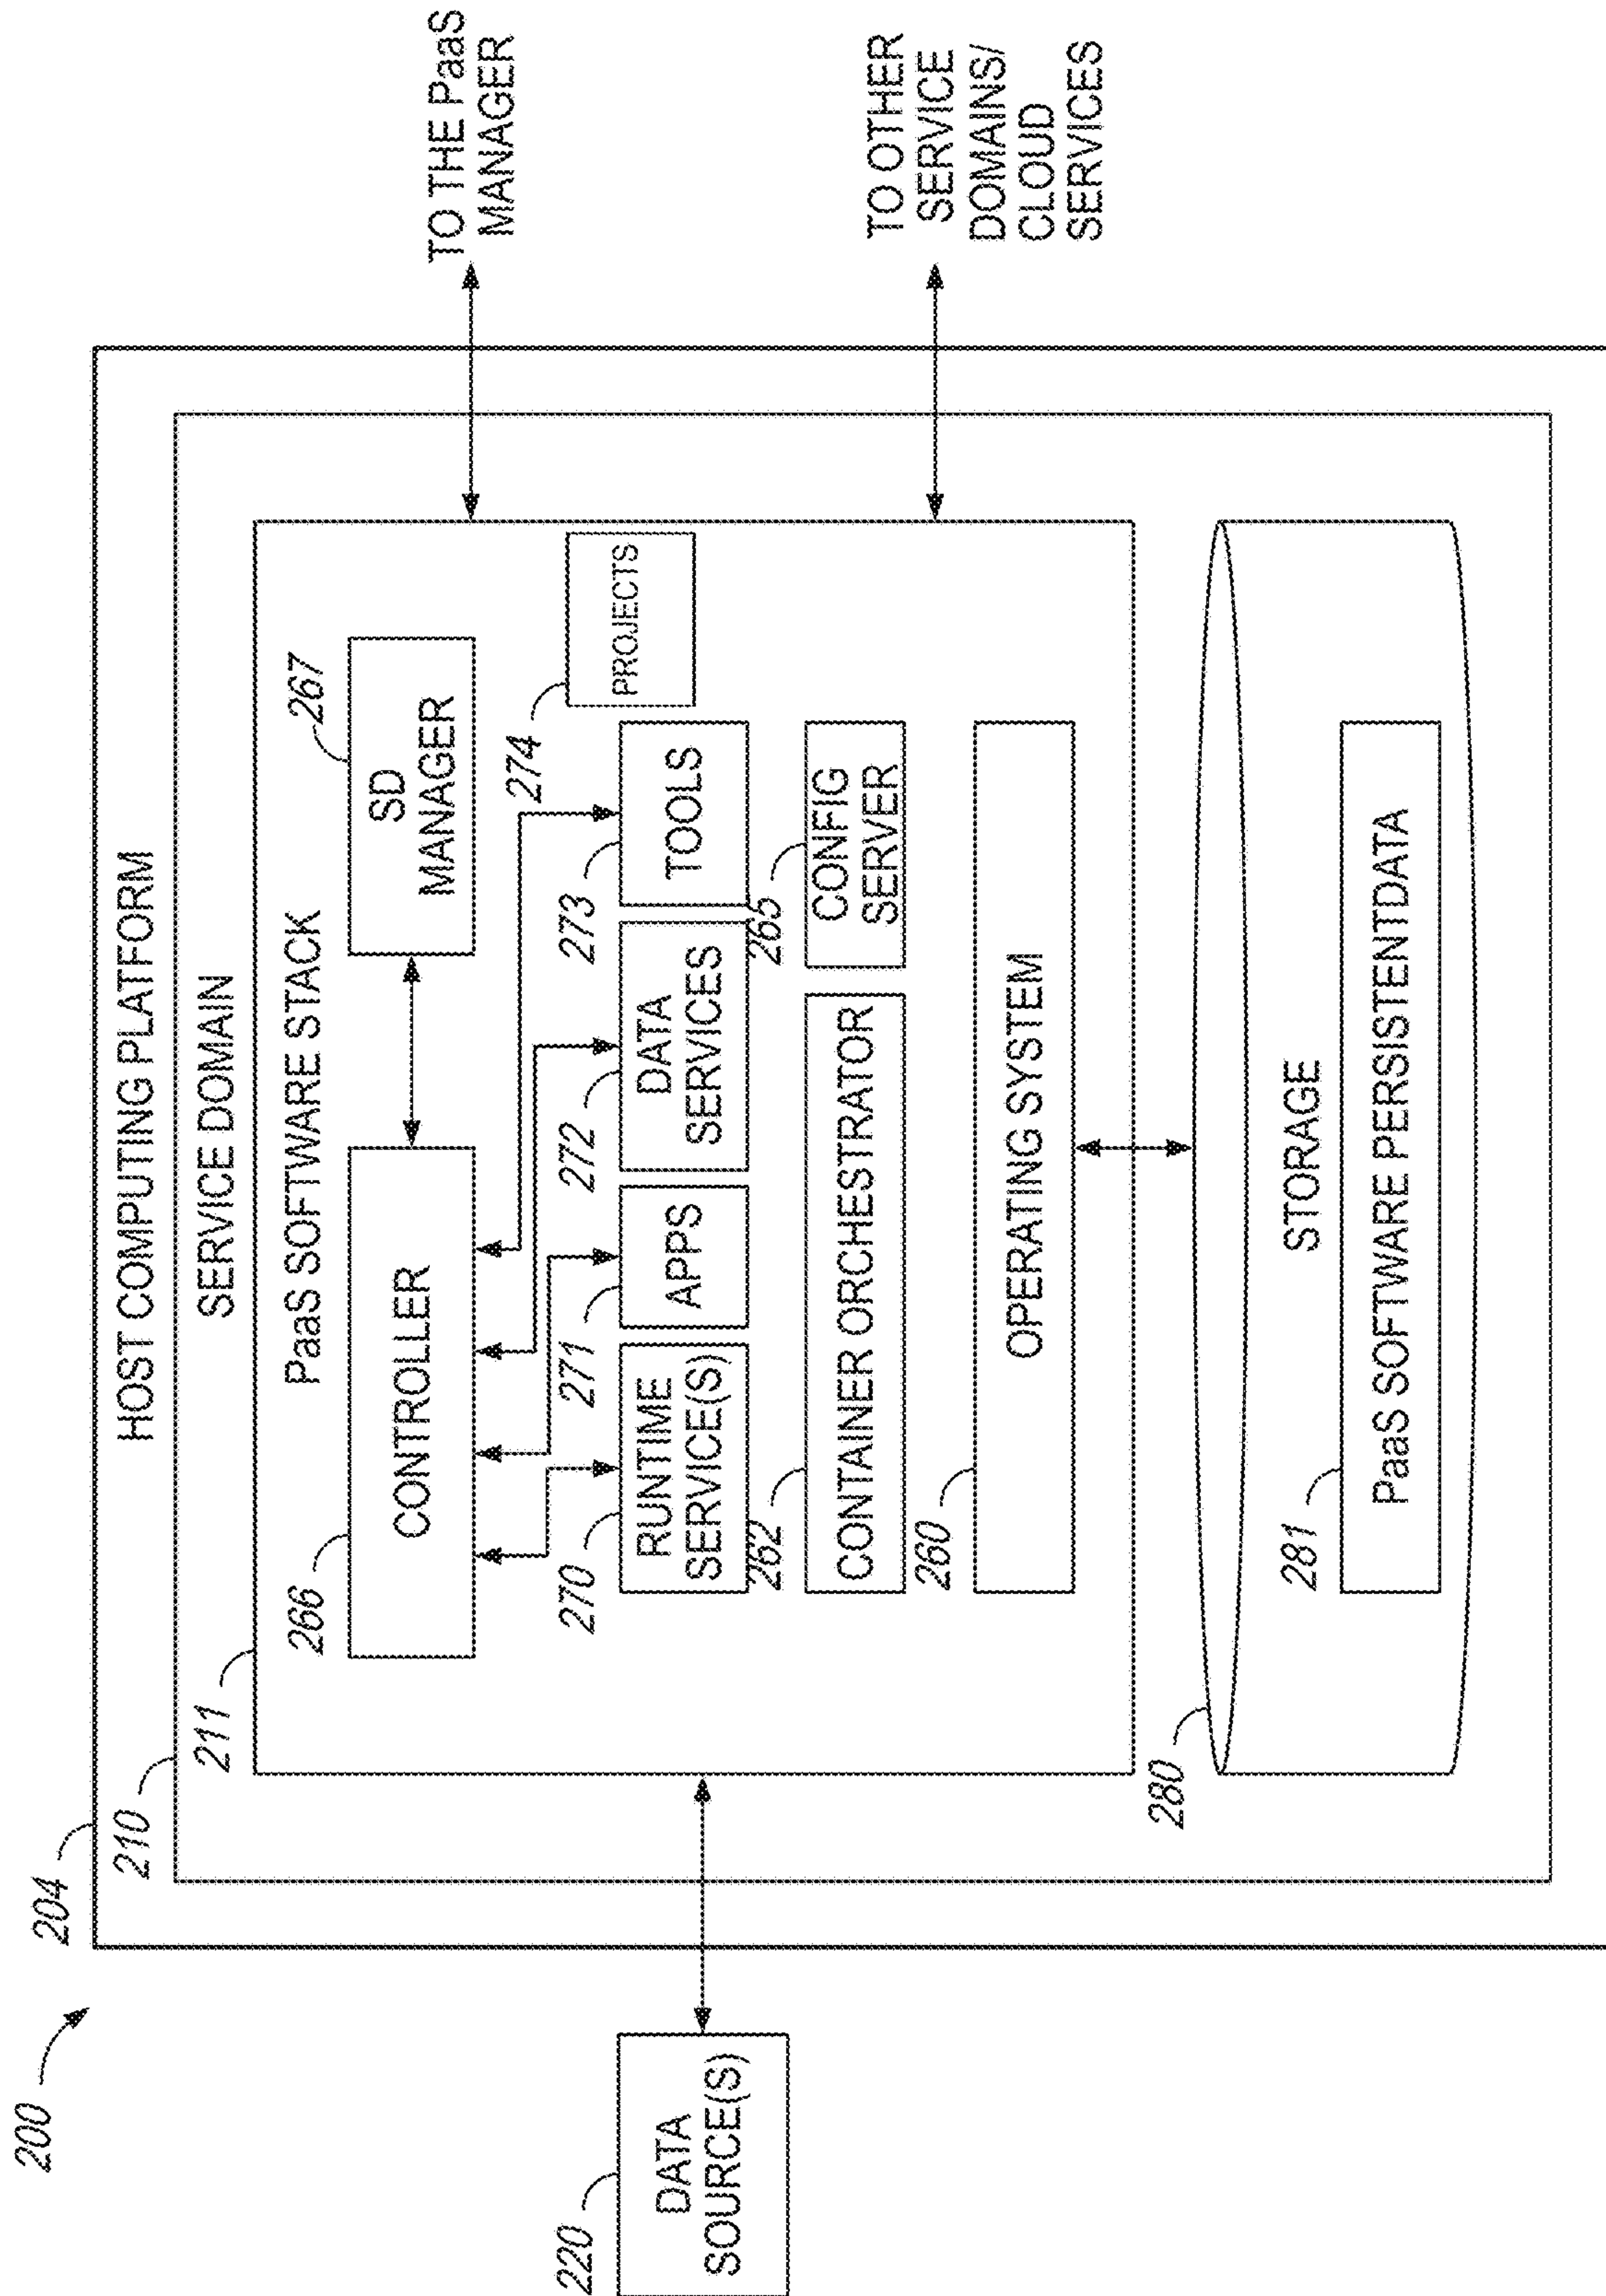 200
204
HOST COMPUTING PLATFORM
210
SERVICE DOMAIN
211
PaaS SOFTWARE STACK
266
CONTROLLER
267
SD
MANAGER
TO THE PaaS
MANAGER
274
PROJECTS
270
RUNTIME
SERVICE(S)
271
APPS
272
DATA
SERVICES
273
TOOLS
220
DATA
SOURCE(S)
262
CONTAINER ORCHESTRATOR
265
CONFIG
SERVER
TO OTHER
SERVICE
DOMAINS/
CLOUD
SERVICES
260
OPERATING SYSTEM
280
STORAGE
281
PaaS SOFTWARE PERSISTENTDATA